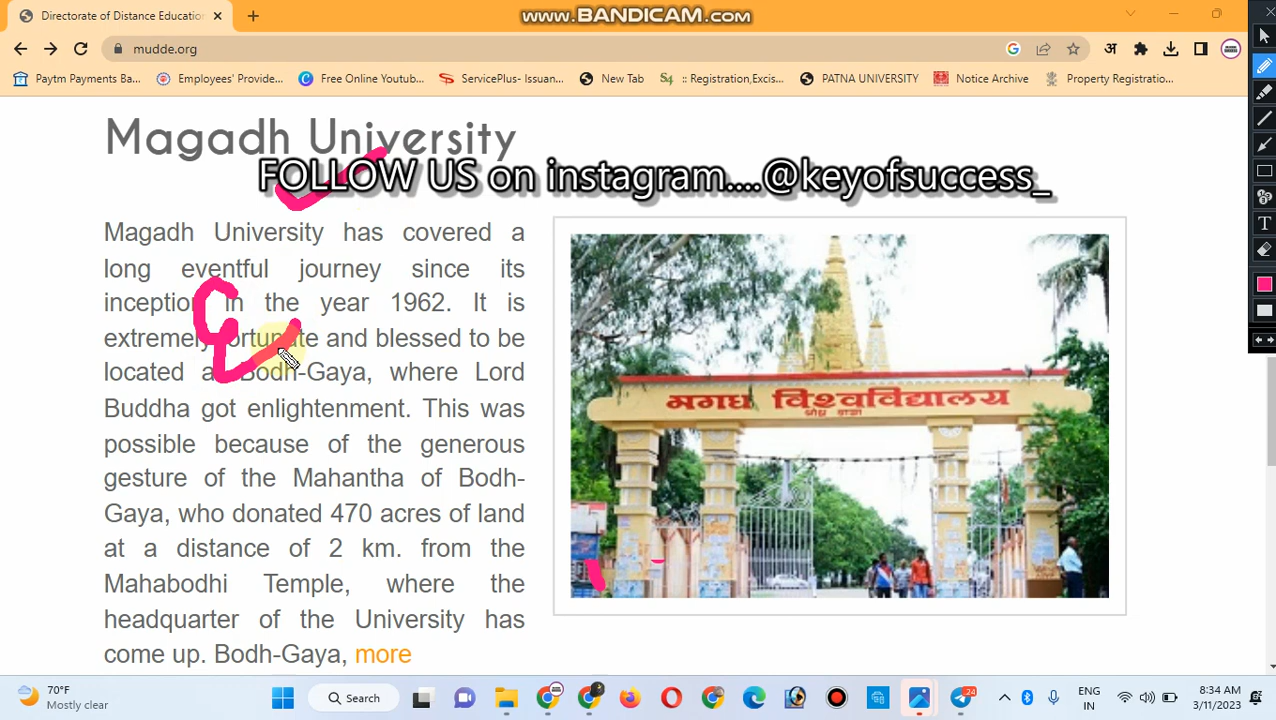 Directorate of Distance Education
www.BANDICAM.com
mudde.org
अ
Paytm Payments Ba...
Employees' Provide...
Free Online Youtub...
ServicePlus- Issuan...
New Tab
S4
:: Registration,Excis...
PATNA UNIVERSITY
Notice Archive
Property Registratio...
Magadh University
FOLLOW US on instagram....@keyofsuccess_
Magadh University has covered a
long eventful journey since its
inception in the year 1962. It is
extremely fortunate and blessed to be
located at Bodh-Gaya, where Lord
Buddha got enlightenment. This was
possible because of the generous
gesture of the Mahantha of Bodh-
Gaya, who donated 470 acres of land
at a distance of 2 km. from the
Mahabodhi Temple, where the
headquarter of the University has
come up. Bodh-Gaya, more
मगध विश्वविद्यालय
बोध गया
T
70°F
Mostly clear
Search
24
ENG
IN
8:34 AM
3/11/2023